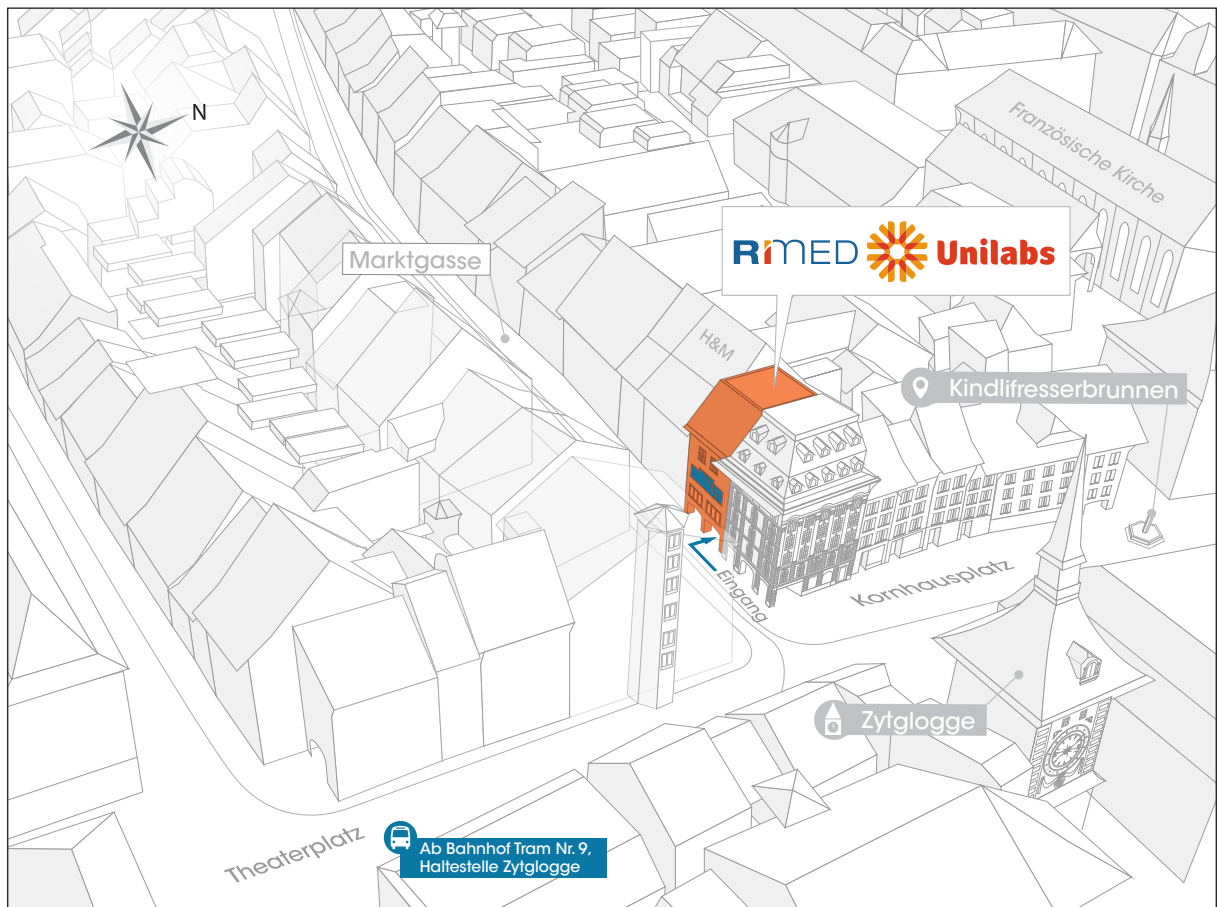 N
Französische Kirche
RIMED Unilabs
Marktgasse
H&M
Kindlifresserbrunnen
Eingang
Kornhausplatz
Zytglogge
Theaterplatz
Ab Bahnhof Tram Nr. 9,
Haltestelle Zytglogge